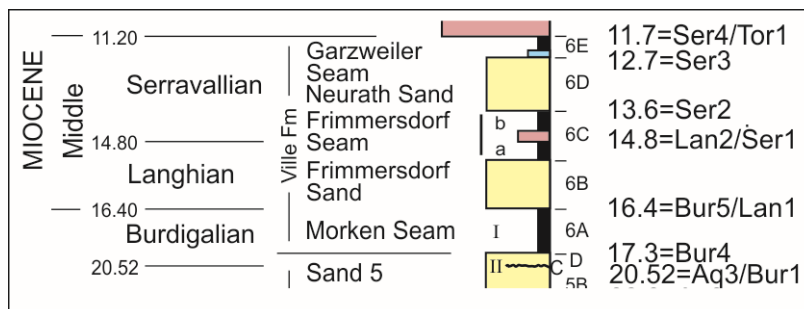 11.20
MIOCENE
Middle
Serravallian
14.80
Langhian
16.40
Burdigalian
20.52
Ville Fm
Garzweiler
Seam
Neurath Sand
Frimmersdorf
Seam
Frimmersdorf
Sand
Morken Seam
Sand 5
b
a
I
II
6E
6D
6C
6B
6A
D
C
5B
11.7=Ser4/Tor1
12.7=Ser3
13.6=Ser2
14.8=Lan2/Ser1
16.4=Bur5/Lan1
17.3=Bur4
20.52=Aq3/Bur1